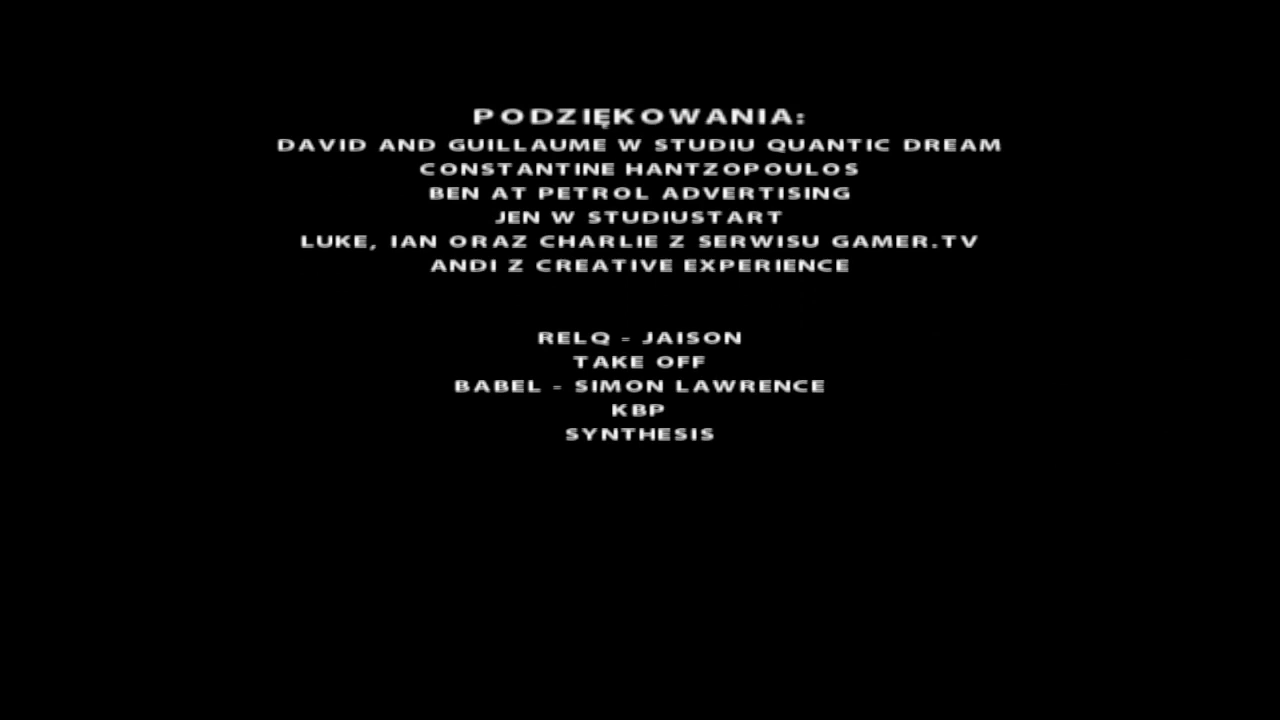 PODZIĘKOWANIA:
DAVID AND GUILLAUME W STUDIU QUANTIC DREAM
CONSTANTINE HANTZOPOULOS
BEN AT PETROL ADVERTISING
JEN W STUDIUSTART
LUKE, IAN ORAZ CHARLIE Z SERWISU GAMER.TV
ANDI Z CREATIVE EXPERIENCE
RELQ - JAISON
TAKE OFF
BABEL - SIMON LAWRENCE
KBP
SYNTHESIS